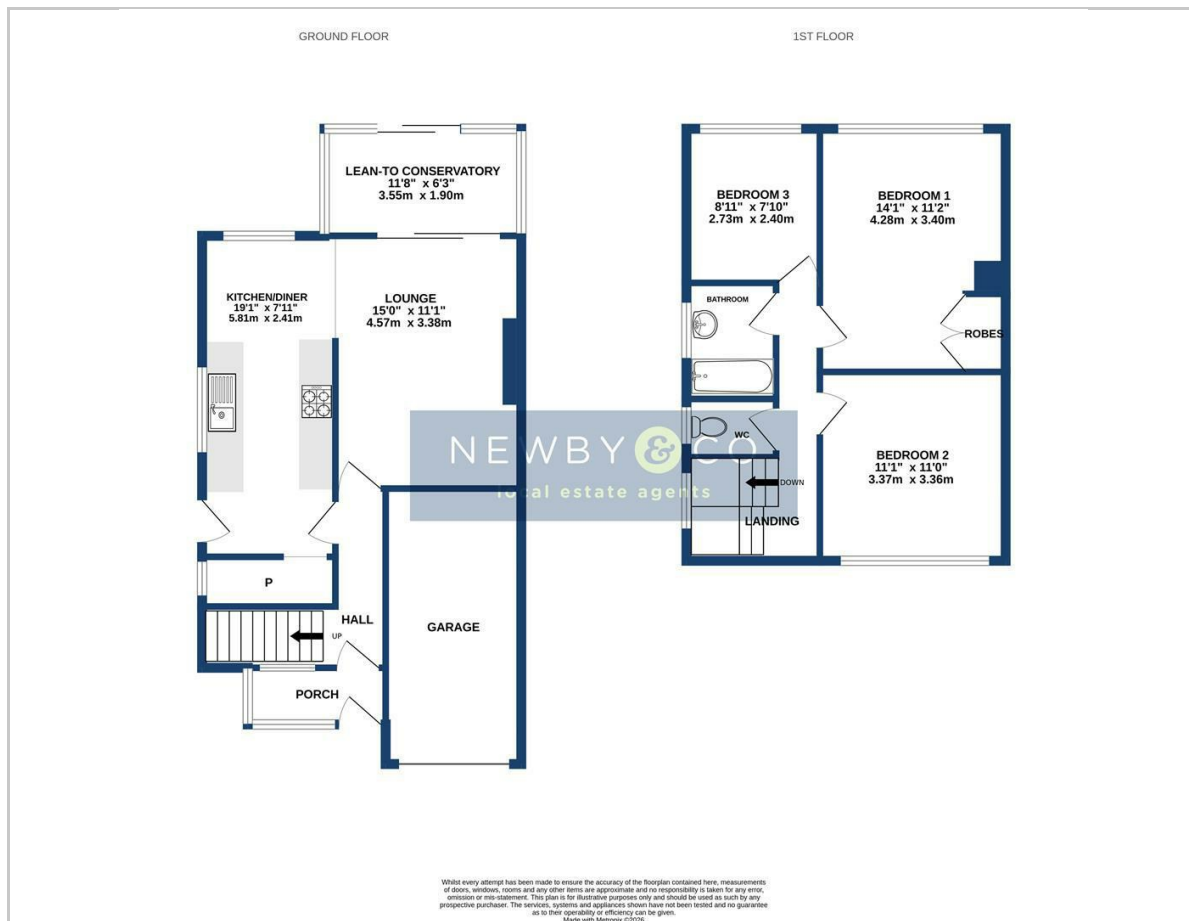 GROUND FLOOR
1ST FLOOR
LEAN-TO CONSERVATORY
11'8" x 6'3"
3.55m x 1.90m
KITCHEN/DINER
19'1" x 7'11"
5.81m x 2.41m
LOUNGE
15'0" x 11'1"
4.57m x 3.38m
P
HALL
UP
PORCH
GARAGE
BEDROOM 3
8'11" x 7'10"
2.73m x 2.40m
BEDROOM 1
14'1" x 11'2"
4.28m x 3.40m
BATHROOM
ROBES
WC
BEDROOM 2
11'1" x 11'0"
3.37m x 3.36m
DOWN
LANDING
NEWBY & CO
local estate agents
Whilst every attempt has been made to ensure the accuracy of the floorplan contained here, measurements
of doors, windows, rooms and any other items are approximate and no responsibility is taken for any error,
omission or mis-statement. This plan is for illustrative purposes only and should be used as such by any
prospective purchaser. The services, systems and appliances shown have not been tested and no guarantee
as to their operability or efficiency can be given.
Made with Metropix ©2026